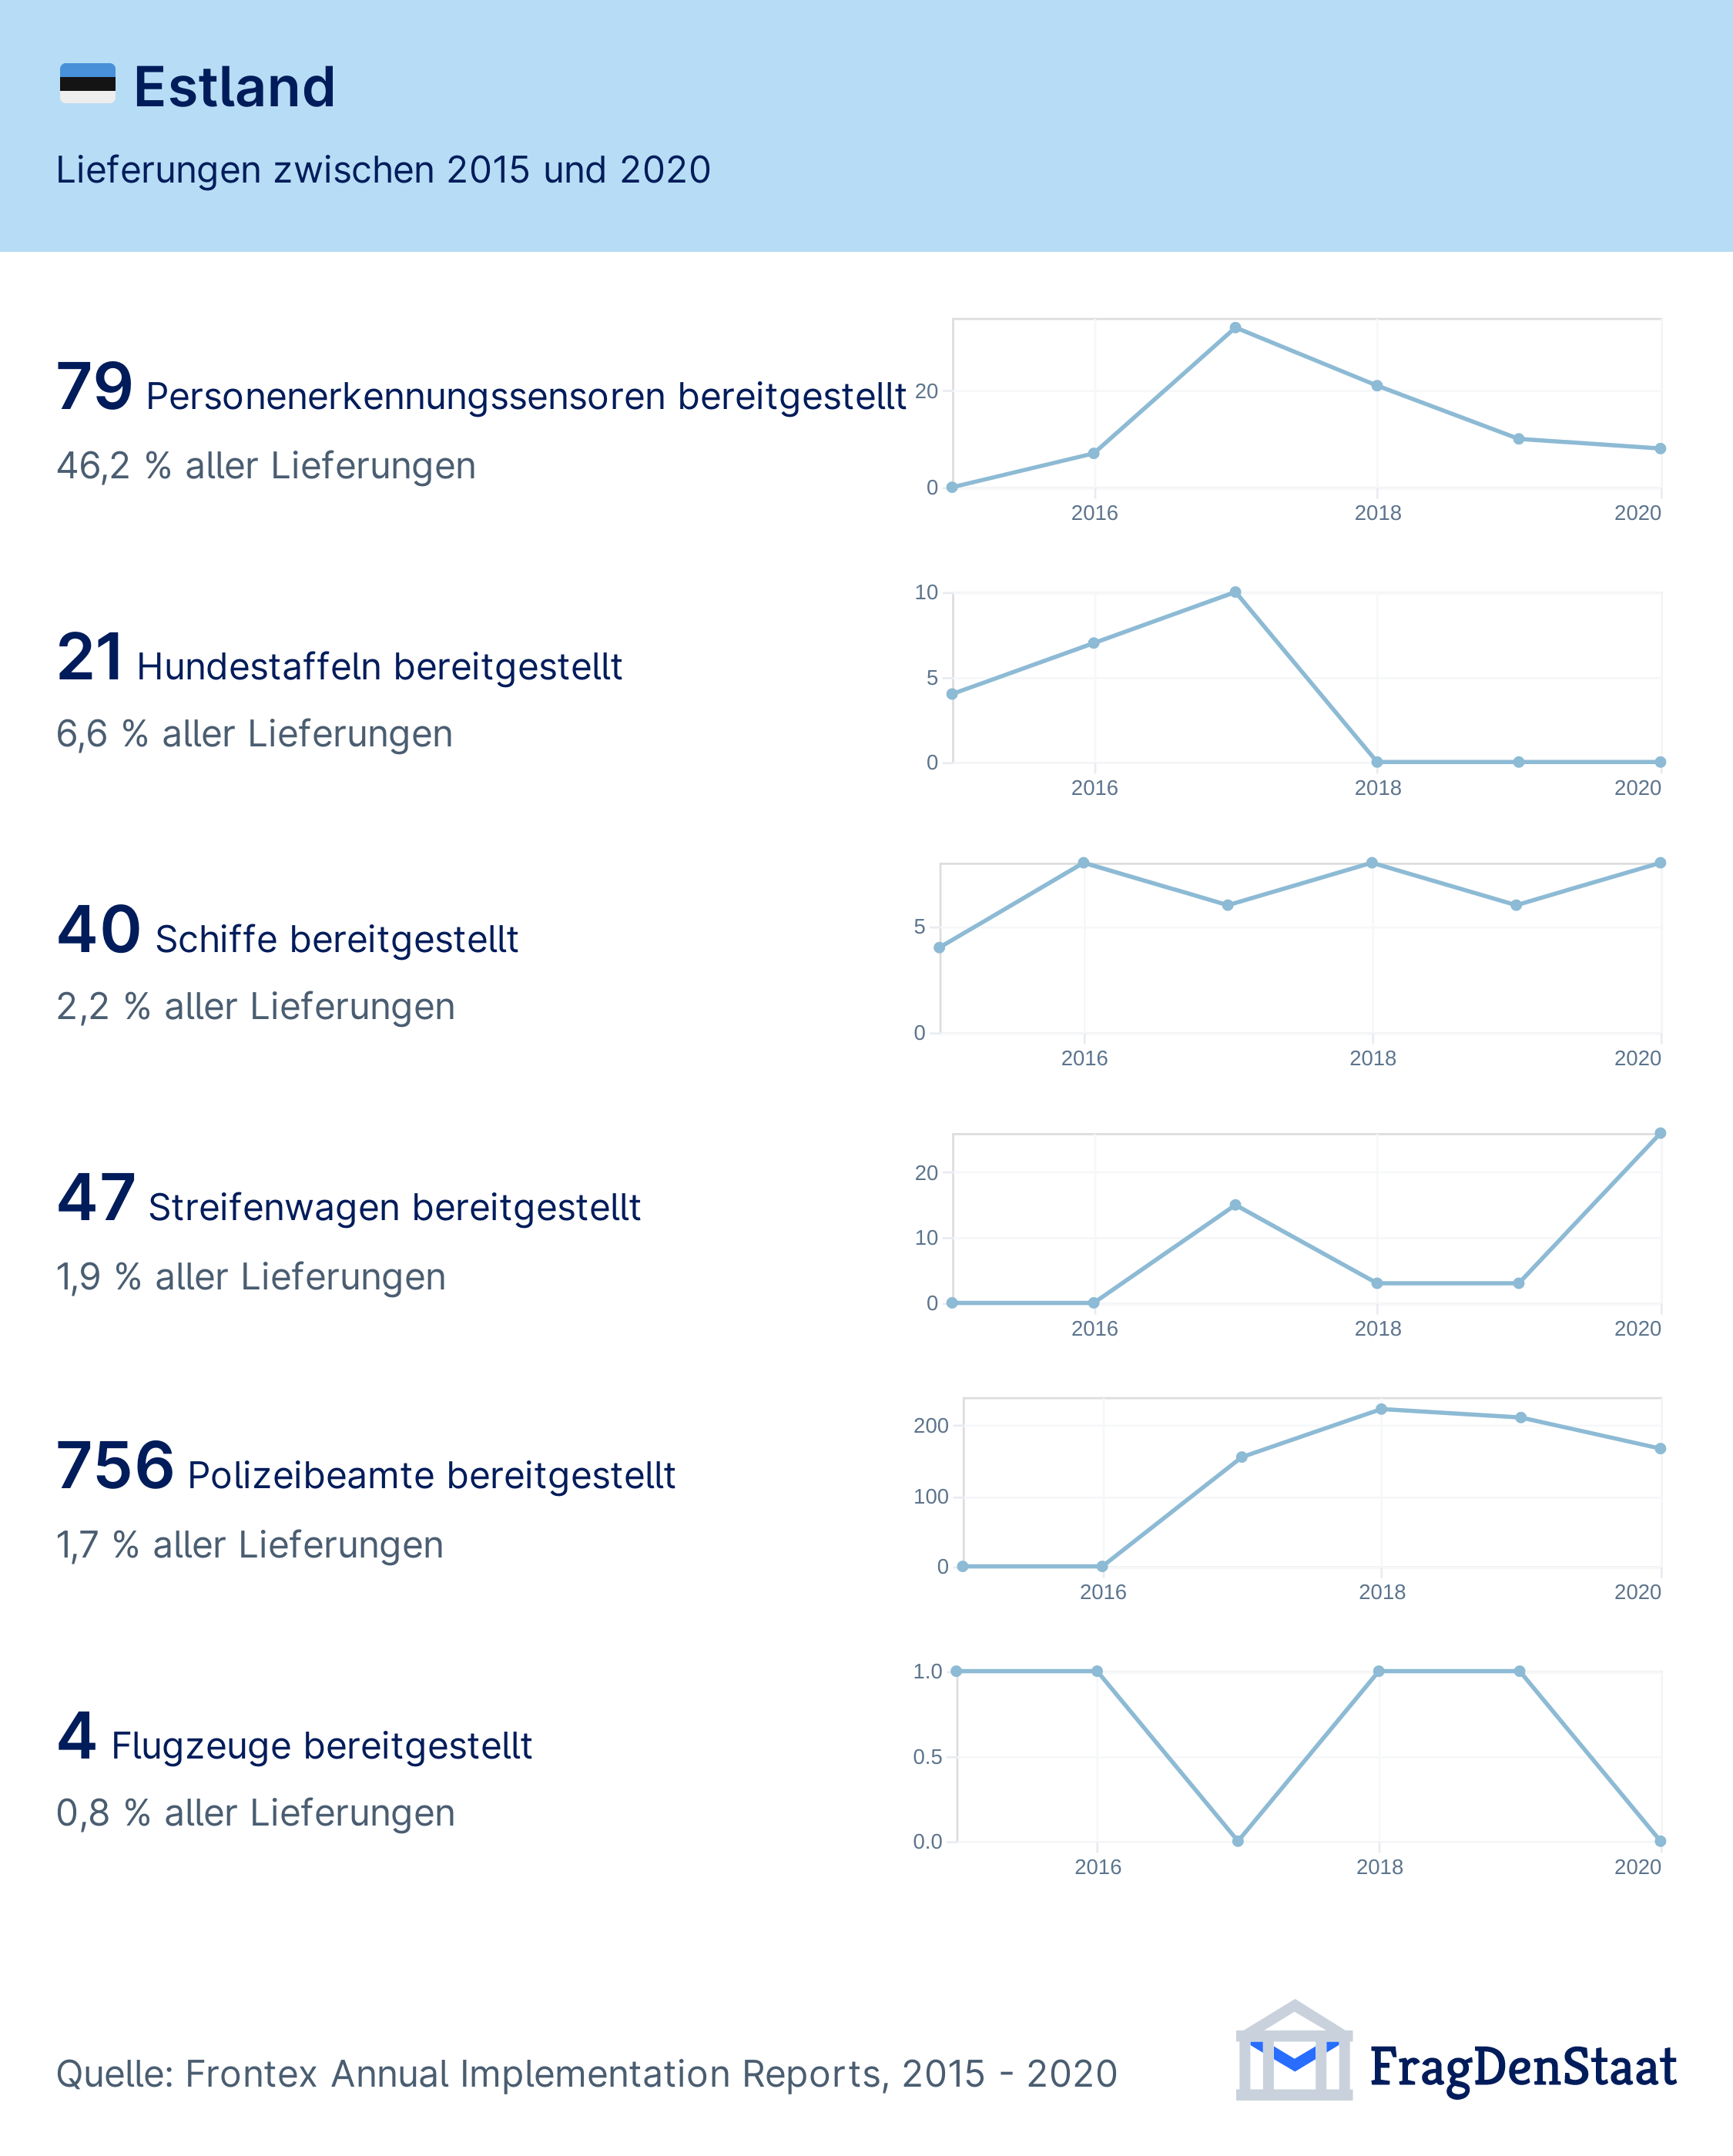 Estland
Lieferungen zwischen 2015 und 2020
79 Personenerkennungssensoren bereitgestellt
46,2 % aller Lieferungen
20
0
2016 2018 2020
21 Hundestaffeln bereitgestellt
6,6 % aller Lieferungen
10
5
0
2016 2018 2020
40 Schiffe bereitgestellt
2,2 % aller Lieferungen
5
0
2016 2018 2020
47 Streifenwagen bereitgestellt
1,9 % aller Lieferungen
20
10
0
2016 2018 2020
756 Polizeibeamte bereitgestellt
1,7 % aller Lieferungen
200
100
0
2016 2018 2020
4 Flugzeuge bereitgestellt
0,8 % aller Lieferungen
1.0
0.5
0.0
2016 2018 2020
Quelle: Frontex Annual Implementation Reports, 2015 - 2020
FragDenStaat